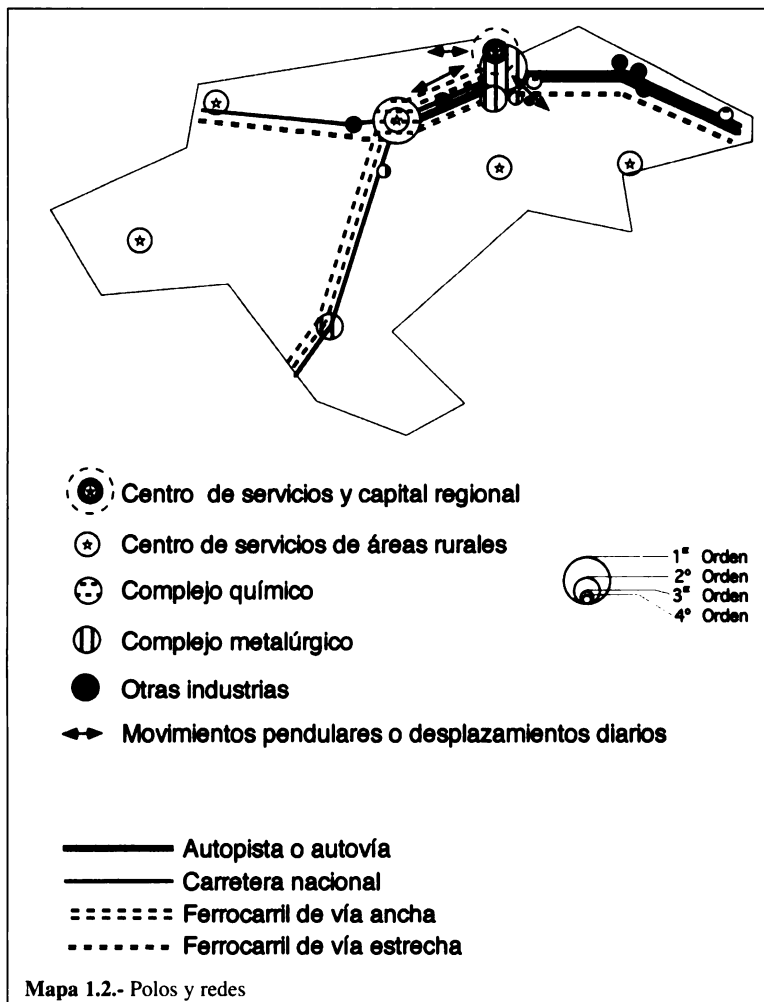 Centro de servicios y capital regional
Centro de servicios de áreas rurales
Complejo químico
Complejo metalúrgico
Otras industrias
Movimientos pendulares o desplazamientos diarios
1ᵉʳ Orden
2º Orden
3ᵉʳ Orden
4º Orden
Autopista o autovía
Carretera nacional
Ferrocarril de vía ancha
Ferrocarril de vía estrecha
Mapa 1.2.- Polos y redes